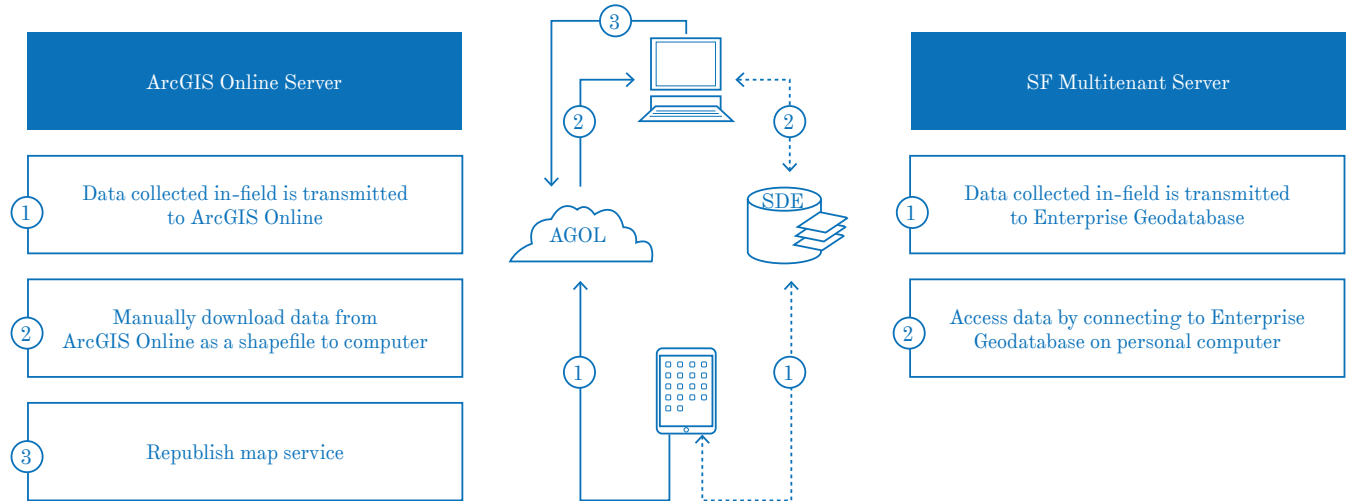 ArcGIS Online Server
1
Data collected in-field is transmitted
to ArcGIS Online
2
Manually download data from
ArcGIS Online as a shapefile to computer
3
Republish map service
3
2
2
AGOL
SDE
1
1
SF Multitenant Server
1
Data collected in-field is transmitted
to Enterprise Geodatabase
2
Access data by connecting to Enterprise
Geodatabase on personal computer